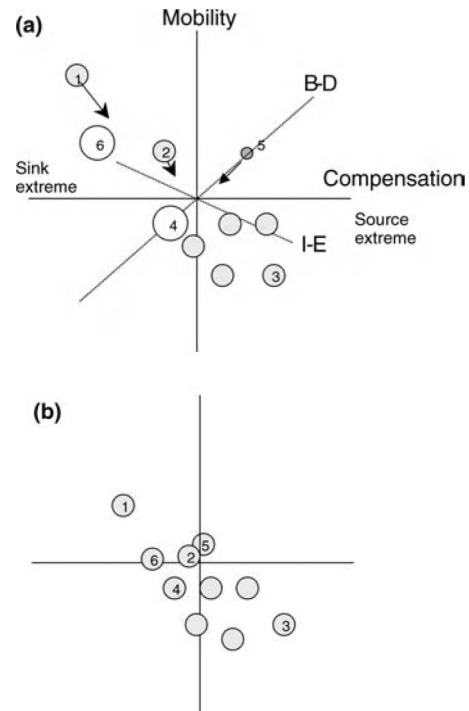 Mobility
(a)
B-D
1
6
2
5
Sink
extreme
Compensation
4
Source
extreme
I-E
3
(b)
1
5
6
2
4
3